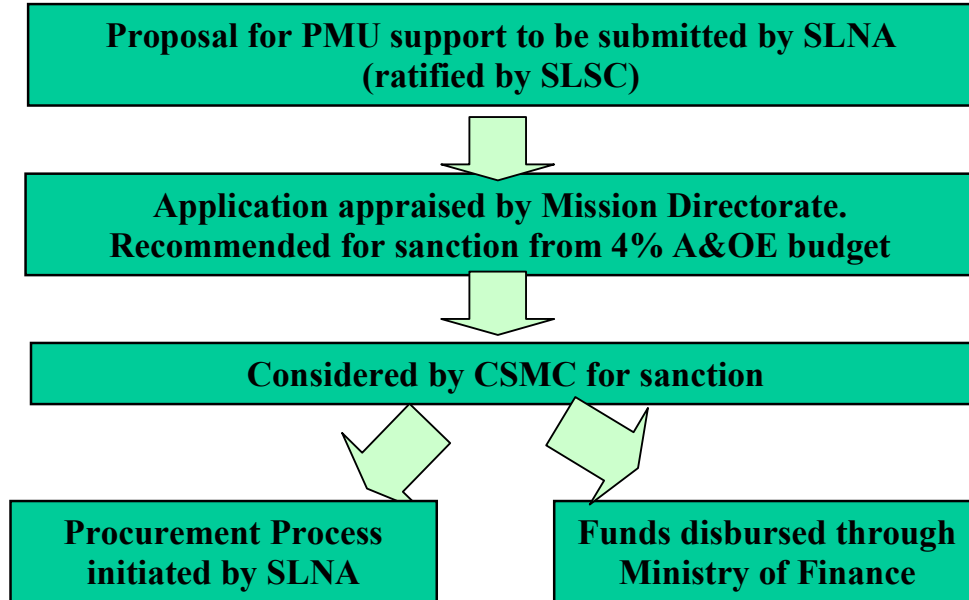 Proposal for PMU support to be submitted by SLNA
(ratified by SLSC)
Application appraised by Mission Directorate.
Recommended for sanction from 4% A&OE budget
Considered by CSMC for sanction
Procurement Process
initiated by SLNA
Funds disbursed through
Ministry of Finance